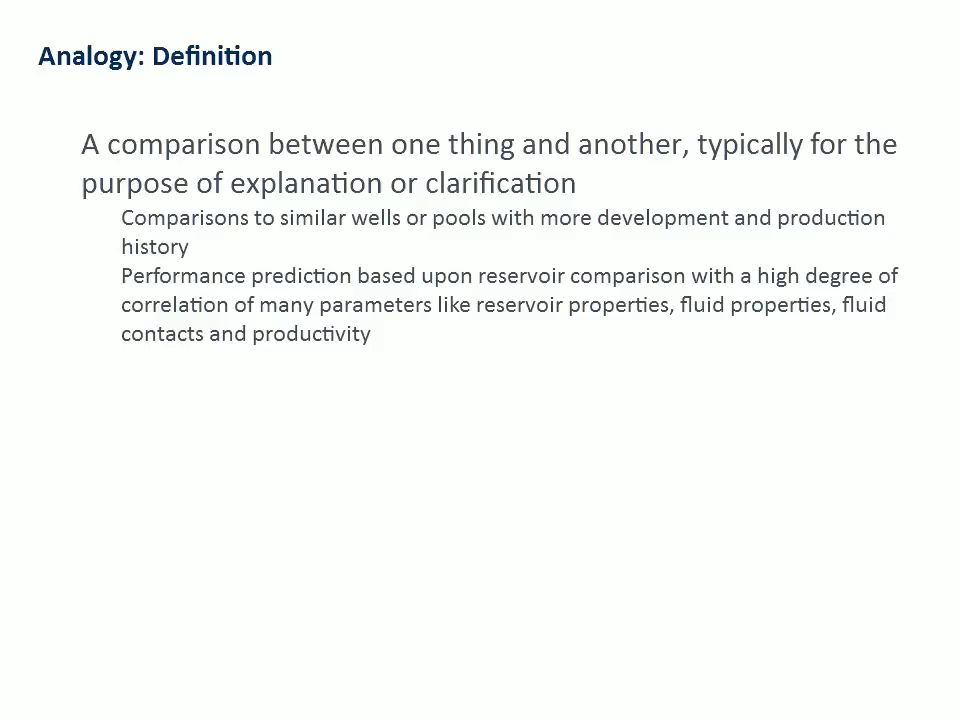 Analogy: Definition
A comparison between one thing and another, typically for the
purpose of explanation or clarification
Comparisons to similar wells or pools with more development and production
history
Performance prediction based upon reservoir comparison with a high degree of
correlation of many parameters like reservoir properties, fluid properties, fluid
contacts and productivity